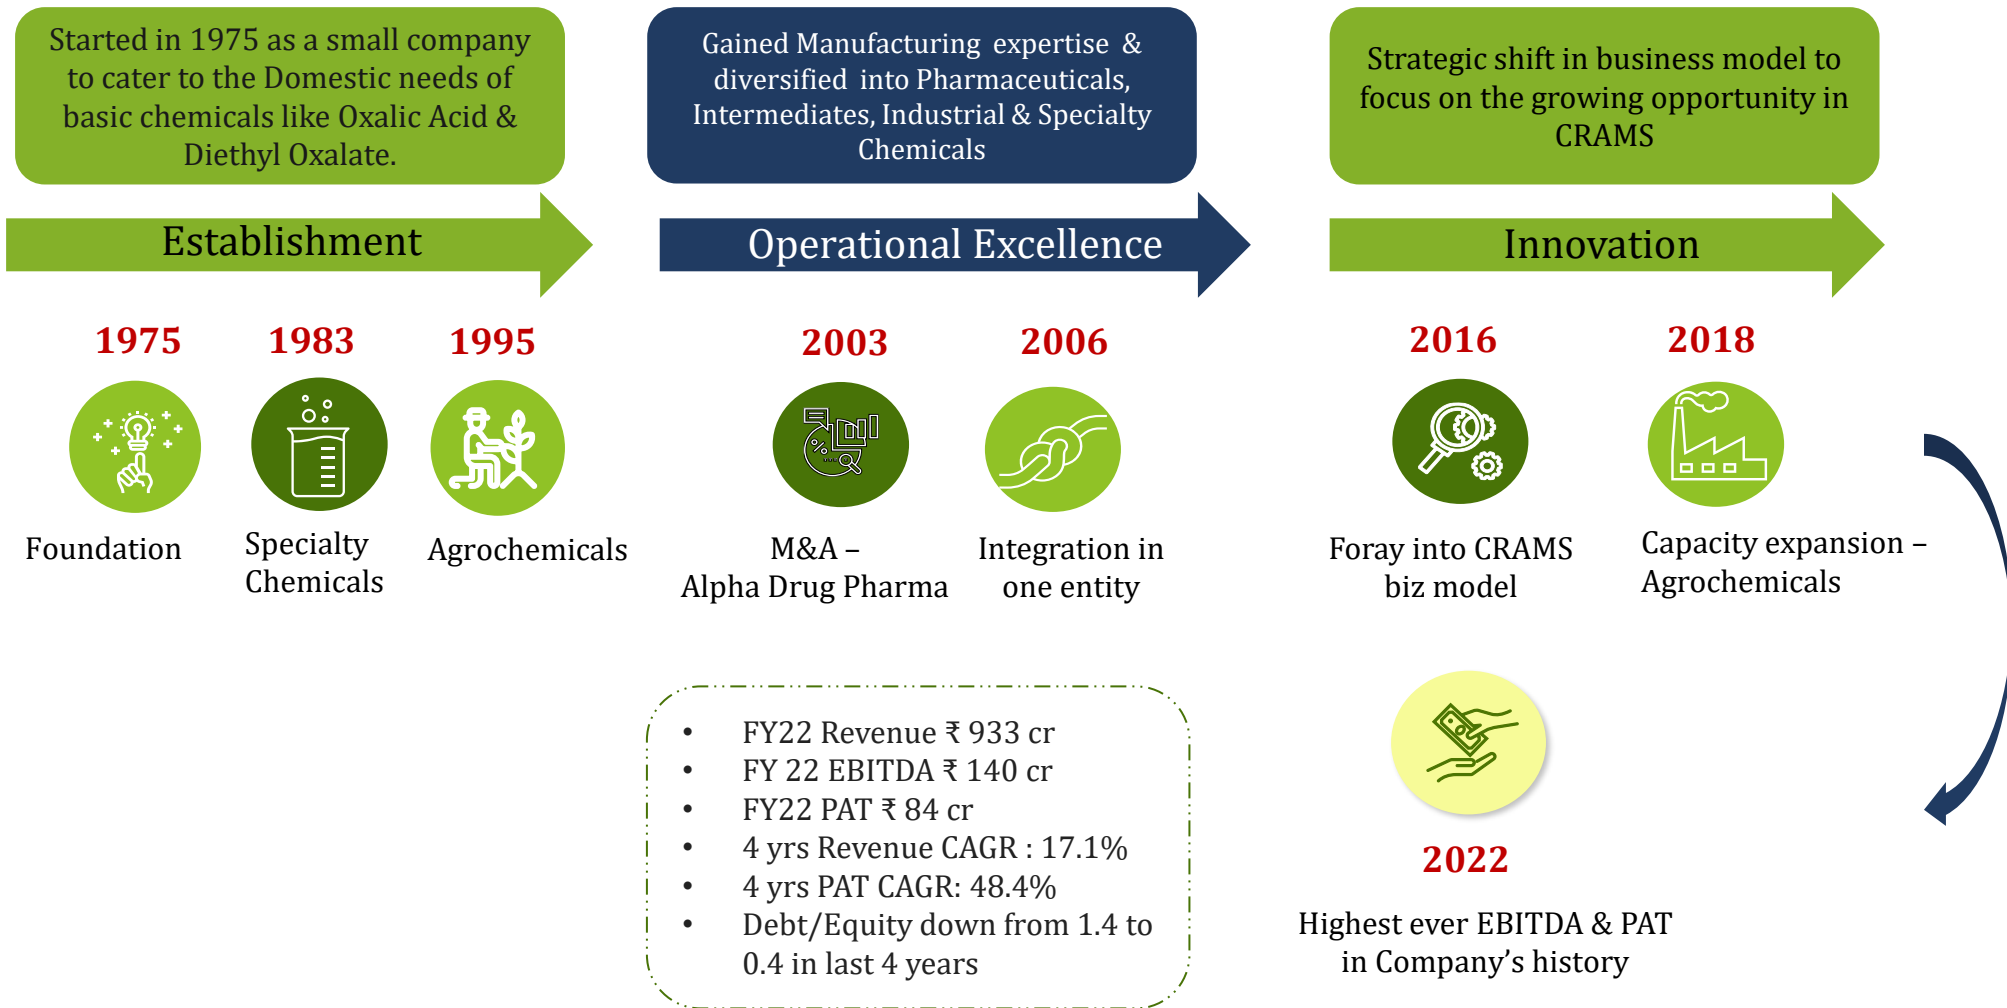 Started in 1975 as a small company
to cater to the Domestic needs of
basic chemicals like Oxalic Acid &
Diethyl Oxalate.
Gained Manufacturing expertise &
diversified into Pharmaceuticals,
Intermediates, Industrial & Specialty
Chemicals
Strategic shift in business model to
focus on the growing opportunity in
CRAMS
Establishment
Operational Excellence
Innovation
1975
Foundation
1983
Specialty
Chemicals
1995
Agrochemicals
2003
M&A –
Alpha Drug Pharma
2006
Integration in
one entity
2016
Foray into CRAMS
biz model
2018
Capacity expansion –
Agrochemicals
• FY22 Revenue ₹ 933 cr
• FY 22 EBITDA ₹ 140 cr
• FY22 PAT ₹ 84 cr
• 4 yrs Revenue CAGR : 17.1%
• 4 yrs PAT CAGR: 48.4%
• Debt/Equity down from 1.4 to
0.4 in last 4 years
2022
Highest ever EBITDA & PAT
in Company’s history